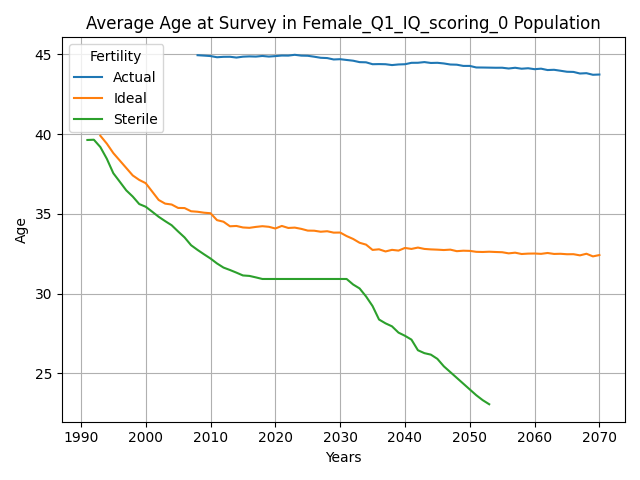 Average Age at Survey in Female_Q1_IQ_scoring_0 Population
Fertility
Actual
Ideal
Sterile
45
40
35
30
25
Age
1990 2000 2010 2020 2030 2040 2050 2060 2070
Years